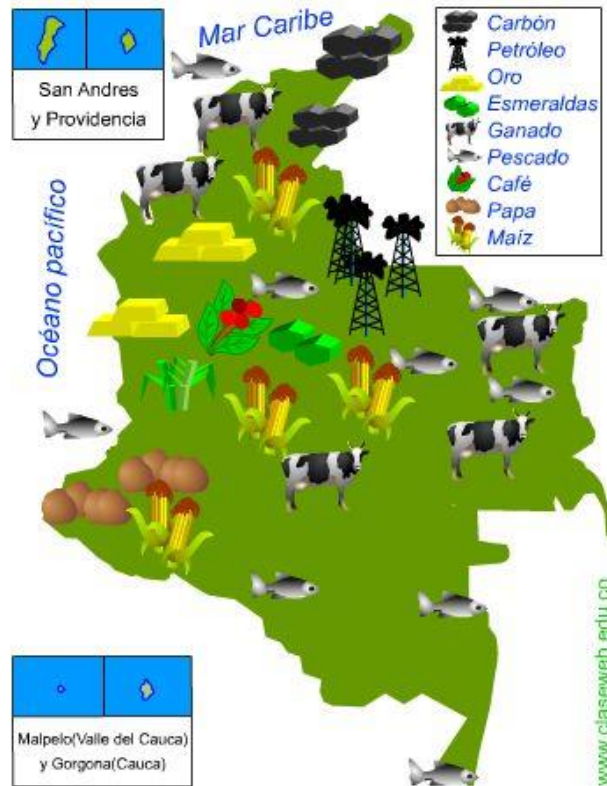 Mar Caribe
San Andres
y Providencia
Carbón
Petróleo
Oro
Esmeraldas
Ganado
Pescado
Café
Papa
Maíz
Océano pacífico
Malpelo(Valle del Cauca)
y Gorgona(Cauca)
www.claseweb.edu.co